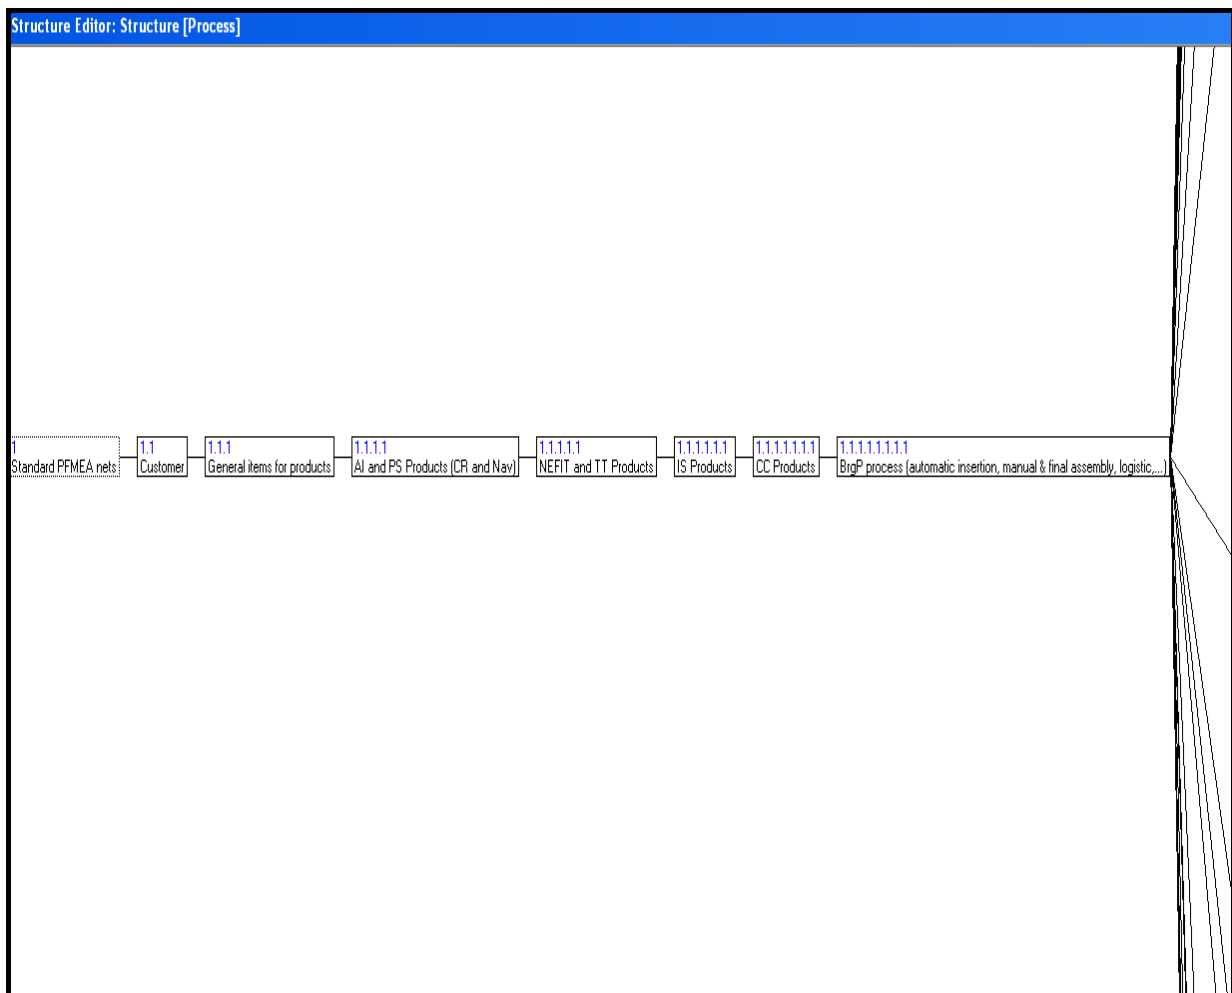 Structure Editor: Structure [Process]
1
Standard PFMEA nets
1.1
Customer
1.1.1
General items for products
1.1.1.1
AI and PS Products (CR and Nav)
1.1.1.1.1
NEFIT and TT Products
1.1.1.1.1.1
IS Products
1.1.1.1.1.1.1
CC Products
1.1.1.1.1.1.1.1
BrgP process (automatic insertion, manual & final assembly, logistic,...)